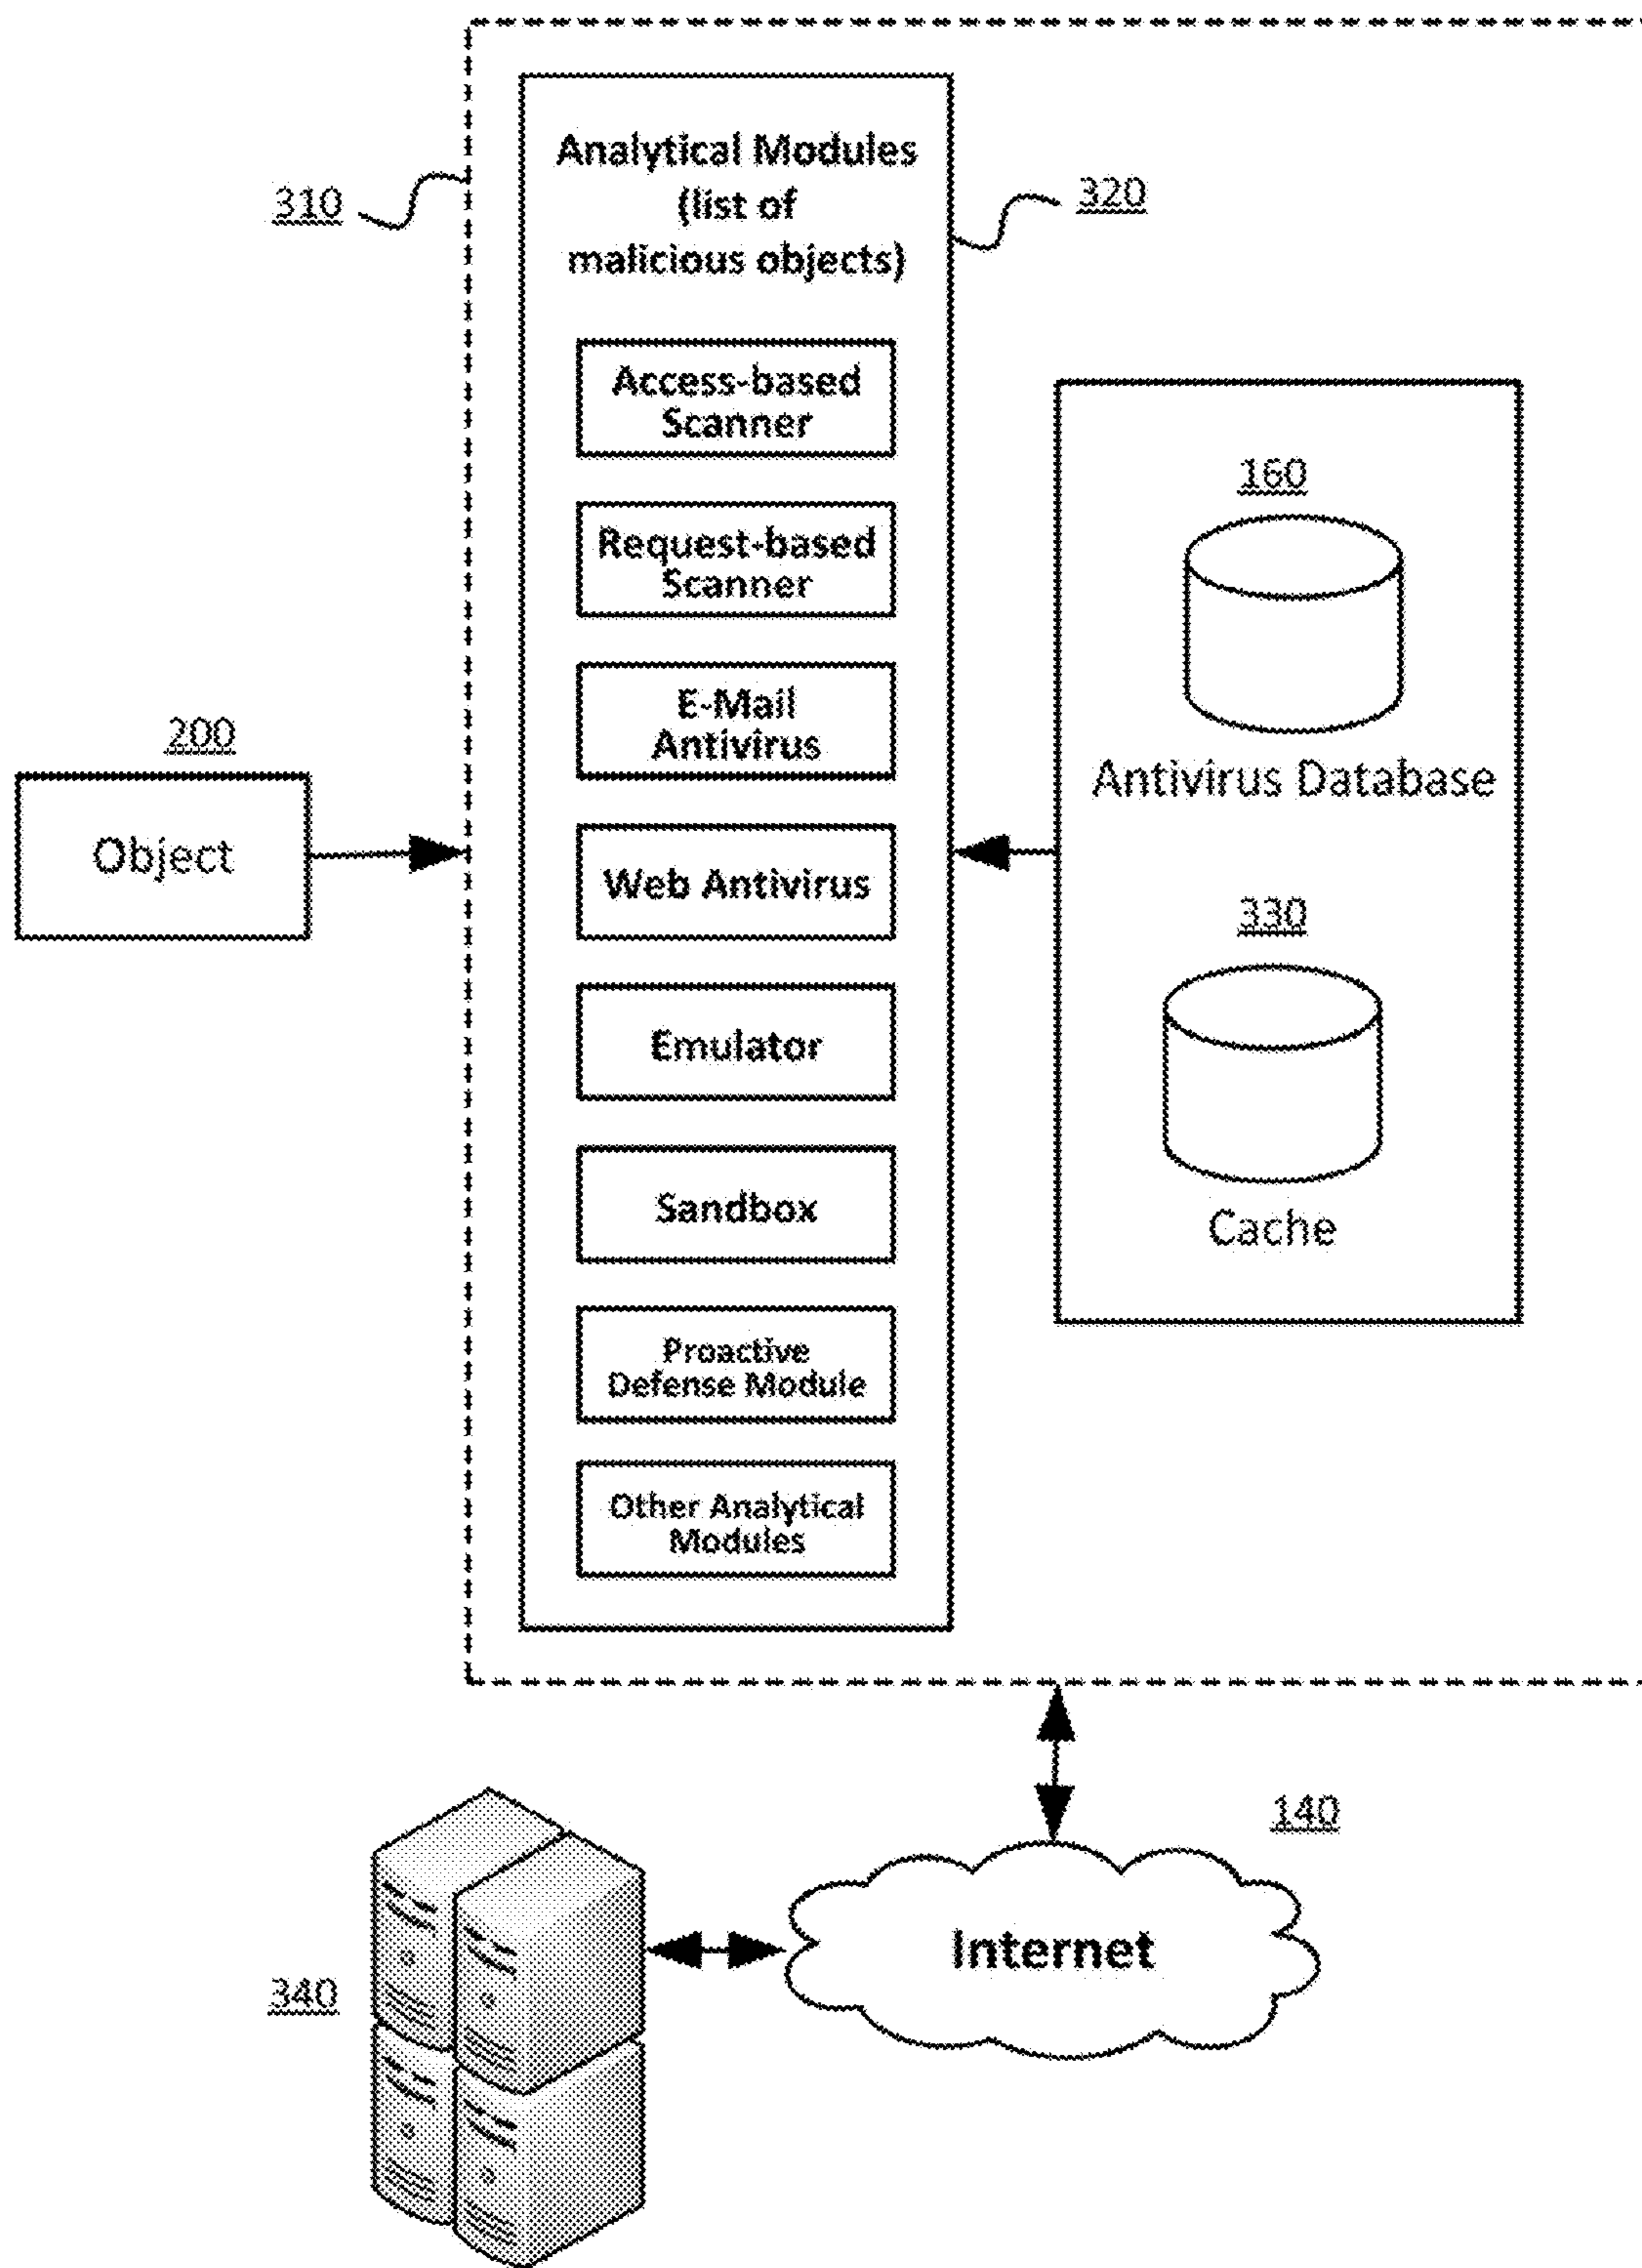 Analytical Modules
(list of
malicious objects)
310
320
Access-based
Scanner
Request-based
Scanner
E-Mail
Antivirus
Web Antivirus
Emulator
Sandbox
Proactive
Defense Module
Other Analytical
Modules
200
Object
160
Antivirus Database
330
Cache
140
Internet
340